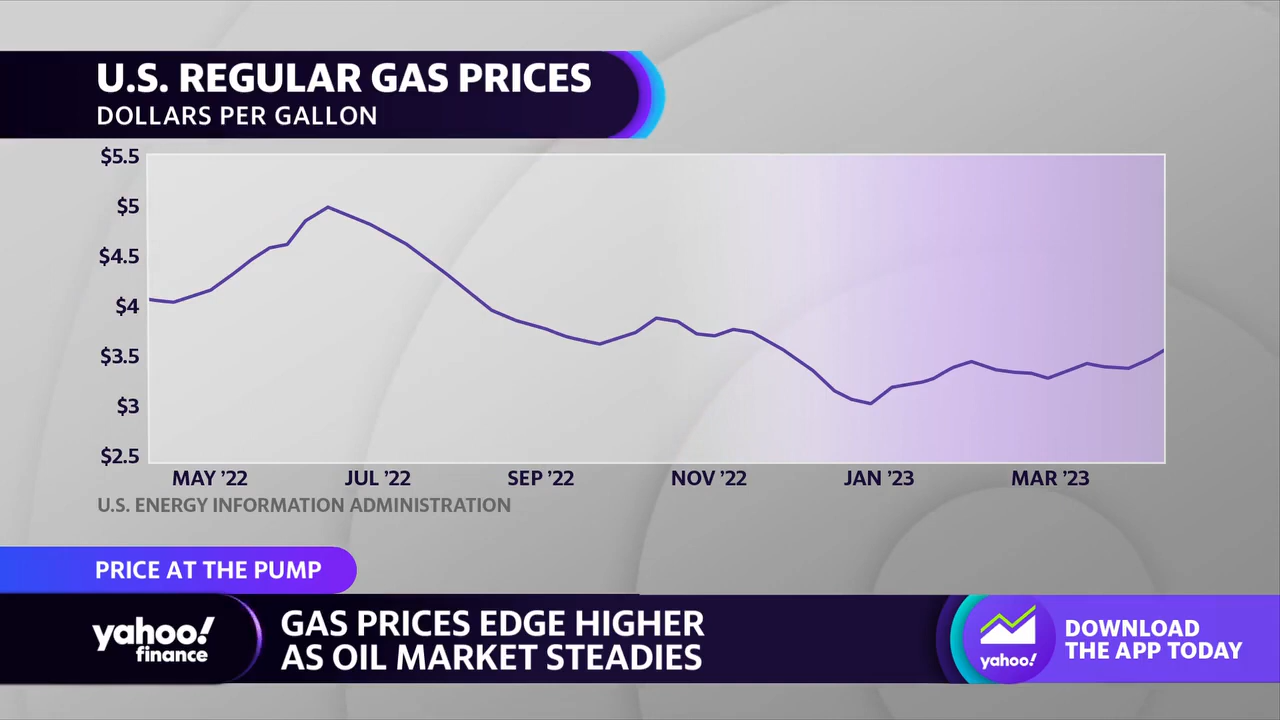 U.S. REGULAR GAS PRICES
DOLLARS PER GALLON
$5.5
$5
$4.5
$4
$3.5
$3
$2.5
MAY ’22 JUL ’22 SEP ’22 NOV ’22 JAN ’23 MAR ’23
U.S. ENERGY INFORMATION ADMINISTRATION
PRICE AT THE PUMP
yahoo!
finance
GAS PRICES EDGE HIGHER
AS OIL MARKET STEADIES
yahoo!
DOWNLOAD
THE APP TODAY